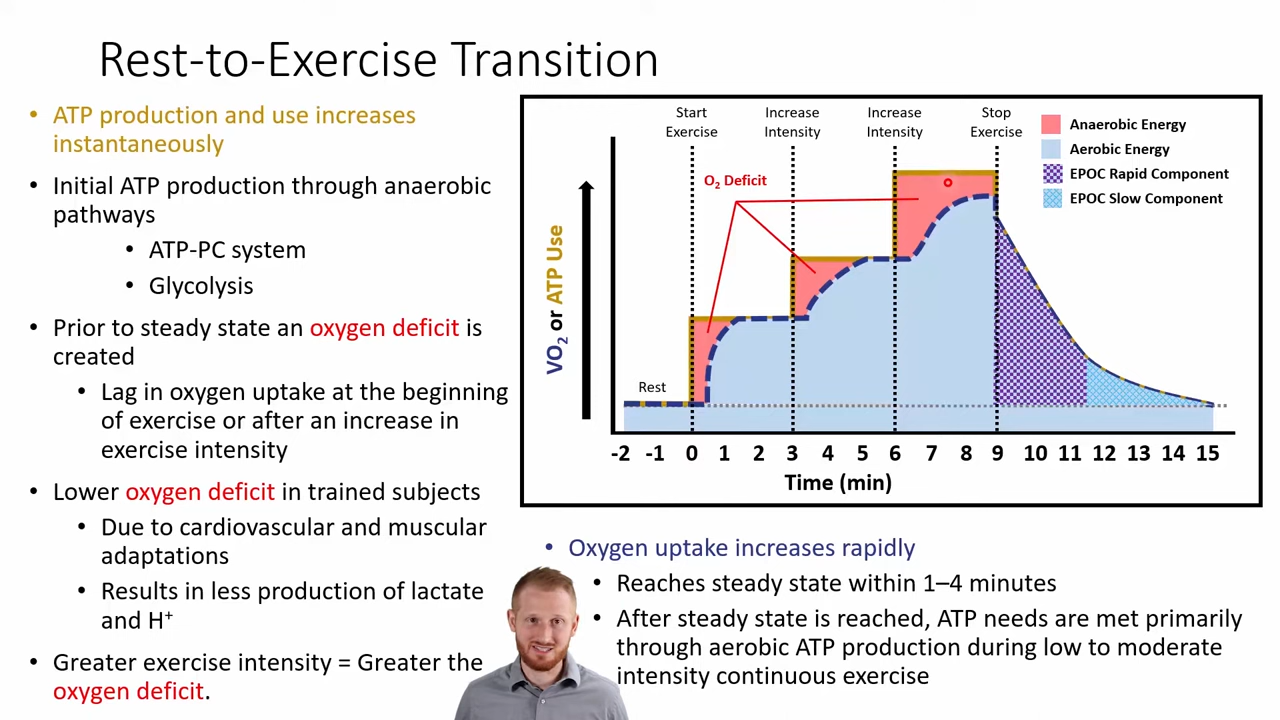 Rest-to-Exercise Transition
• ATP production and use increases
instantaneously
• Initial ATP production through anaerobic
pathways
• ATP-PC system
• Glycolysis
• Prior to steady state an oxygen deficit is
created
• Lag in oxygen uptake at the beginning
of exercise or after an increase in
exercise intensity
• Lower oxygen deficit in trained subjects
• Due to cardiovascular and muscular
adaptations
• Results in less production of lactate
and H⁺
• Greater exercise intensity = Greater the
oxygen deficit.
Start
Exercise
Increase
Intensity
Increase
Intensity
Stop
Exercise
Anaerobic Energy
Aerobic Energy
EPOC Rapid Component
EPOC Slow Component
O₂ Deficit
VO₂ or ATP Use
Rest
-2 -1 0 1 2 3 4 5 6 7 8 9 10 11 12 13 14 15
Time (min)
• Oxygen uptake increases rapidly
• Reaches steady state within 1–4 minutes
• After steady state is reached, ATP needs are met primarily
through aerobic ATP production during low to moderate
intensity continuous exercise